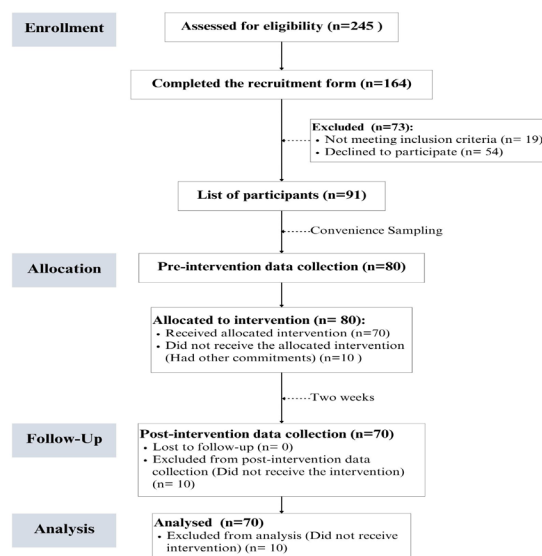 Enrollment
Assessed for eligibility (n=245 )
Completed the recruitment form (n=164)
Excluded (n=73):
• Not meeting inclusion criteria (n= 19)
• Declined to participate (n= 54)
List of participants (n=91)
Convenience Sampling
Allocation
Pre-intervention data collection (n=80)
Allocated to intervention (n= 80):
• Received allocated intervention (n=70)
• Did not receive the allocated intervention
(Had other commitments) (n=10 )
Two weeks
Follow-Up
Post-intervention data collection (n=70)
• Lost to follow-up (n= 0)
• Excluded from post-intervention data
collection (Did not receive the intervention)
(n= 10)
Analysis
Analysed (n=70)
• Excluded from analysis (Did not receive
intervention) (n= 10)